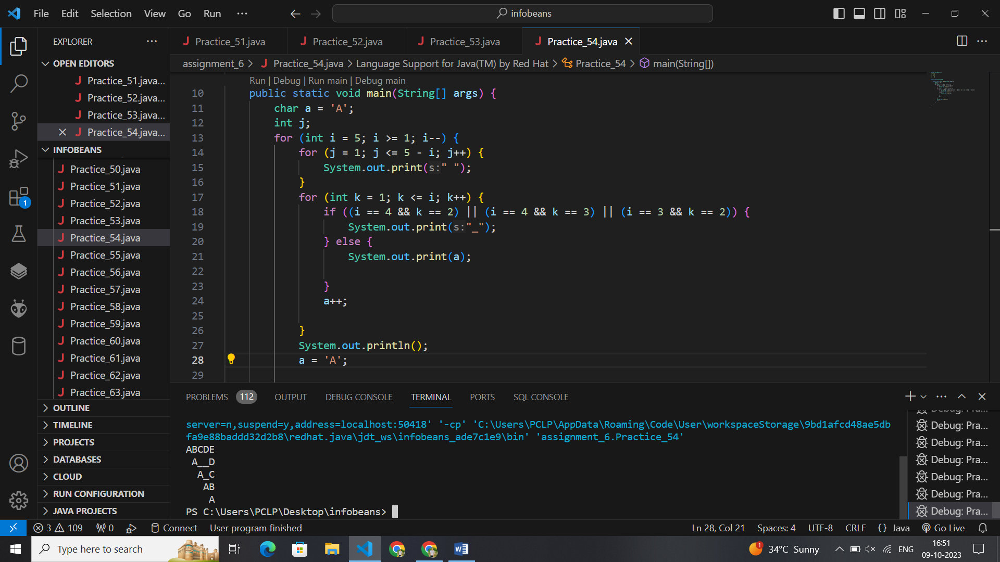 File Edit Selection View Go Run ··· infobeans
EXPLORER ···
OPEN EDITORS
J Practice_51.java...
J Practice_52.java...
J Practice_53.java...
J Practice_54.java...
INFOBEANS
J Practice_50.java
J Practice_51.java
J Practice_52.java
J Practice_53.java
J Practice_54.java
J Practice_55.java
J Practice_56.java
J Practice_57.java
J Practice_58.java
J Practice_59.java
J Practice_60.java
J Practice_61.java
J Practice_62.java
J Practice_63.java
OUTLINE
TIMELINE
PROJECTS
DATABASES
CLOUD
RUN CONFIGURATION
JAVA PROJECTS
1
J Practice_51.java J Practice_52.java J Practice_53.java J Practice_54.java
assignment_6 > J Practice_54.java > Language Support for Java(TM) by Red Hat > Practice_54 > main(String[])
Run | Debug | Run main | Debug main
10 public static void main(String[] args) {
11 char a = 'A';
12 int j;
13 for (int i = 5; i >= 1; i--) {
14 for (j = 1; j <= 5 - i; j++) {
15 System.out.print(s:" ");
16 }
17 for (int k = 1; k <= i; k++) {
18 if ((i == 4 && k == 2) || (i == 4 && k == 3) || (i == 3 && k == 2)) {
19 System.out.print(s:"_");
20 } else {
21 System.out.print(a);
22
23 }
24 a++;
25
26 }
27 System.out.println();
28 a = 'A';
29
PROBLEMS 112 OUTPUT DEBUG CONSOLE TERMINAL PORTS SQL CONSOLE
server=n,suspend=y,address=localhost:50418' '-cp' 'C:\Users\PCLP\AppData\Roaming\Code\User\workspaceStorage\9bd1afcd48ae5db
fa9e88baddd32d2b8\redhat.java\jdt_ws\infobeans_ade7c1e9\bin' 'assignment_6.Practice_54'
ABCDE
A__D
A_C
AB
A
PS C:\Users\PCLP\Desktop\infobeans>
Debug: Pra...
Debug: Pra...
Debug: Pra...
Debug: Pra...
Debug: Pra...
Debug: Pra...
3 109 0 Connect User program finished Ln 28, Col 21 Spaces: 4 UTF-8 CRLF {} Java Go Live
Type here to search 1 34°C Sunny ENG 16:51
09-10-2023